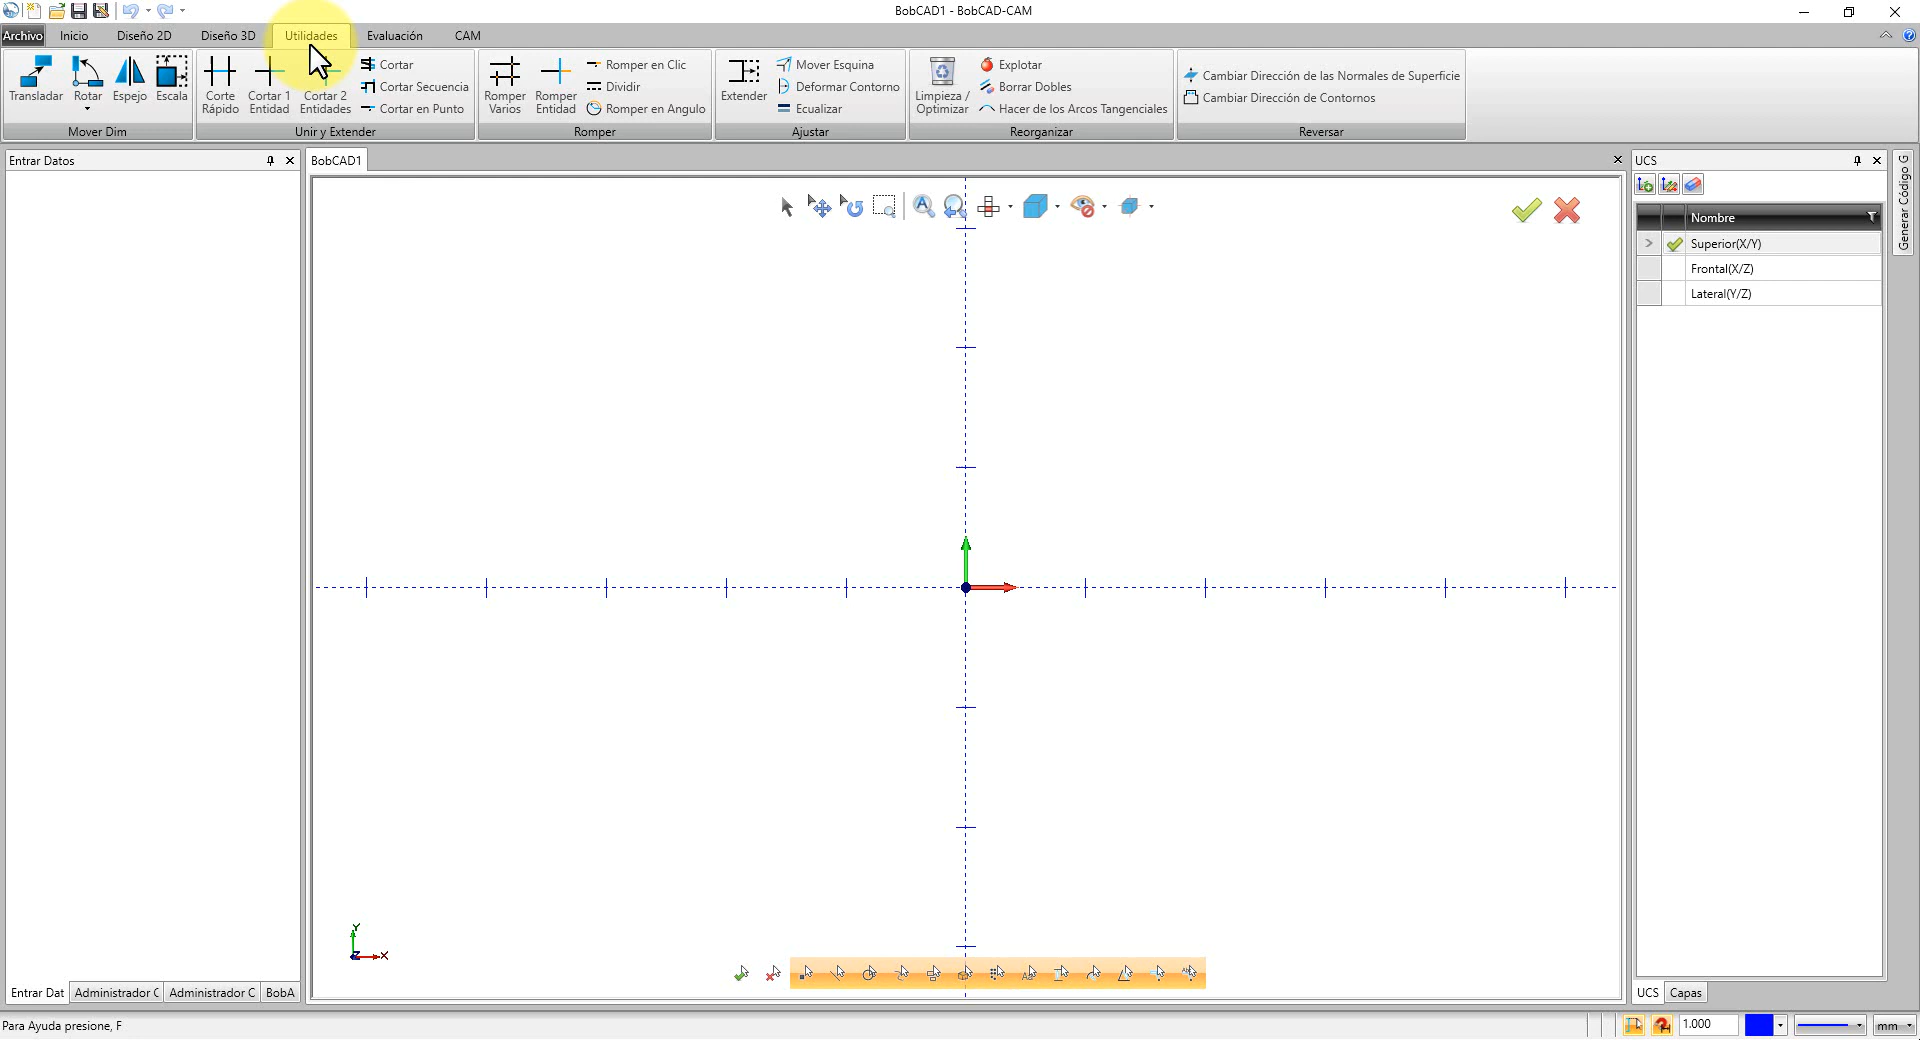 BobCAD1 - BobCAD-CAM
Archivo Inicio Diseño 2D Diseño 3D Utilidades Evaluación CAM
Transladar Rotar Espejo Escala
Mover Dim
Corte Rápido
Cortar 1 Entidad
Cortar 2 Entidades
Cortar
Cortar Secuencia
Cortar en Punto
Unir y Extender
Romper Varios
Romper Entidad
Romper en Clic
Dividir
Romper en Angulo
Romper
Extender
Mover Esquina
Deformar Contorno
Ecualizar
Ajustar
Limpieza / Optimizar
Explotar
Borrar Dobles
Hacer de los Arcos Tangenciales
Reorganizar
Cambiar Dirección de las Normales de Superficie
Cambiar Dirección de Contornos
Reversar
Entrar Datos
BobCAD1
UCS
Nombre
Superior(X/Y)
Frontal(X/Z)
Lateral(Y/Z)
Generar Código G
Y
Z
X
Entrar Dat Administrador C Administrador C BobA
UCS Capas
Para Ayuda presione, F
1.000
mm